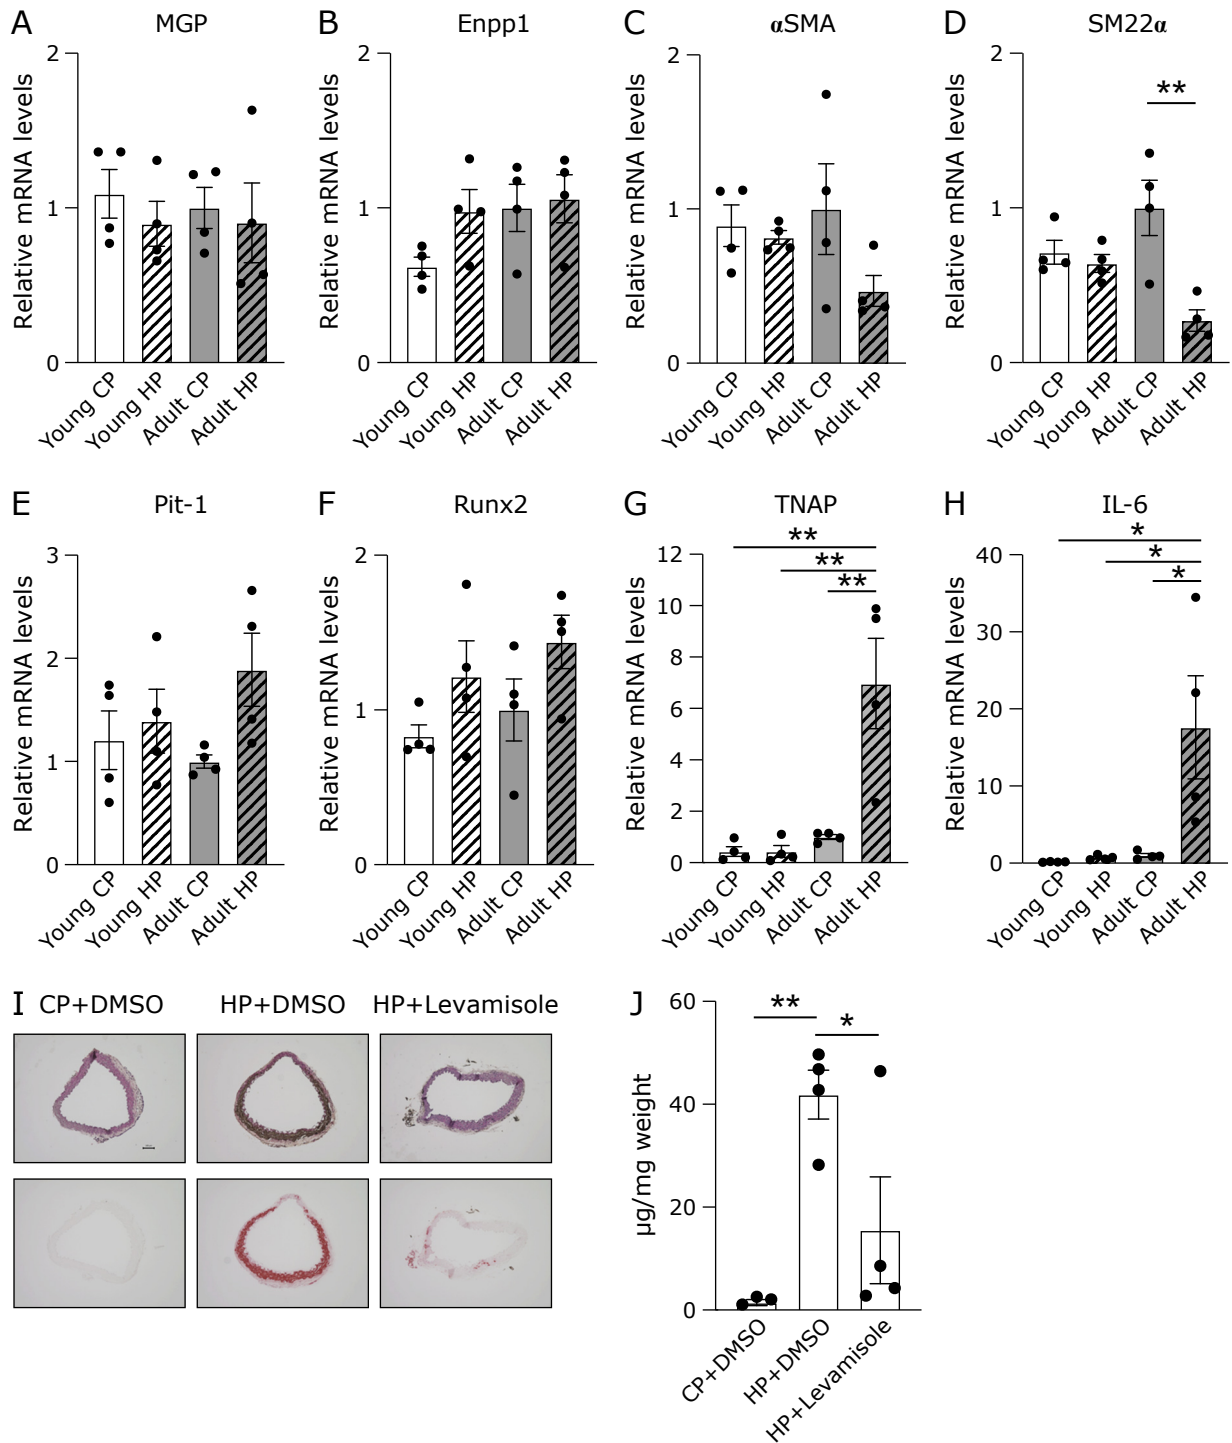 A MGP
B Enpp1
C αSMA
D SM22α
Relative mRNA levels
2
1
0
Young CP
Young HP
Adult CP
Adult HP
Relative mRNA levels
2
1
0
Young CP
Young HP
Adult CP
Adult HP
Relative mRNA levels
2
1
0
Young CP
Young HP
Adult CP
Adult HP
Relative mRNA levels
2
1
0
**
Young CP
Young HP
Adult CP
Adult HP
E Pit-1
F Runx2
G TNAP
H IL-6
Relative mRNA levels
3
2
1
0
Young CP
Young HP
Adult CP
Adult HP
Relative mRNA levels
2
1
0
Young CP
Young HP
Adult CP
Adult HP
Relative mRNA levels
12
10
8
6
4
2
0
**
**
**
Young CP
Young HP
Adult CP
Adult HP
Relative mRNA levels
40
30
20
10
0
*
*
*
Young CP
Young HP
Adult CP
Adult HP
I CP+DMSO HP+DMSO HP+Levamisole
J
µg/mg weight
60
40
20
0
**
*
CP+DMSO
HP+DMSO
HP+Levamisole